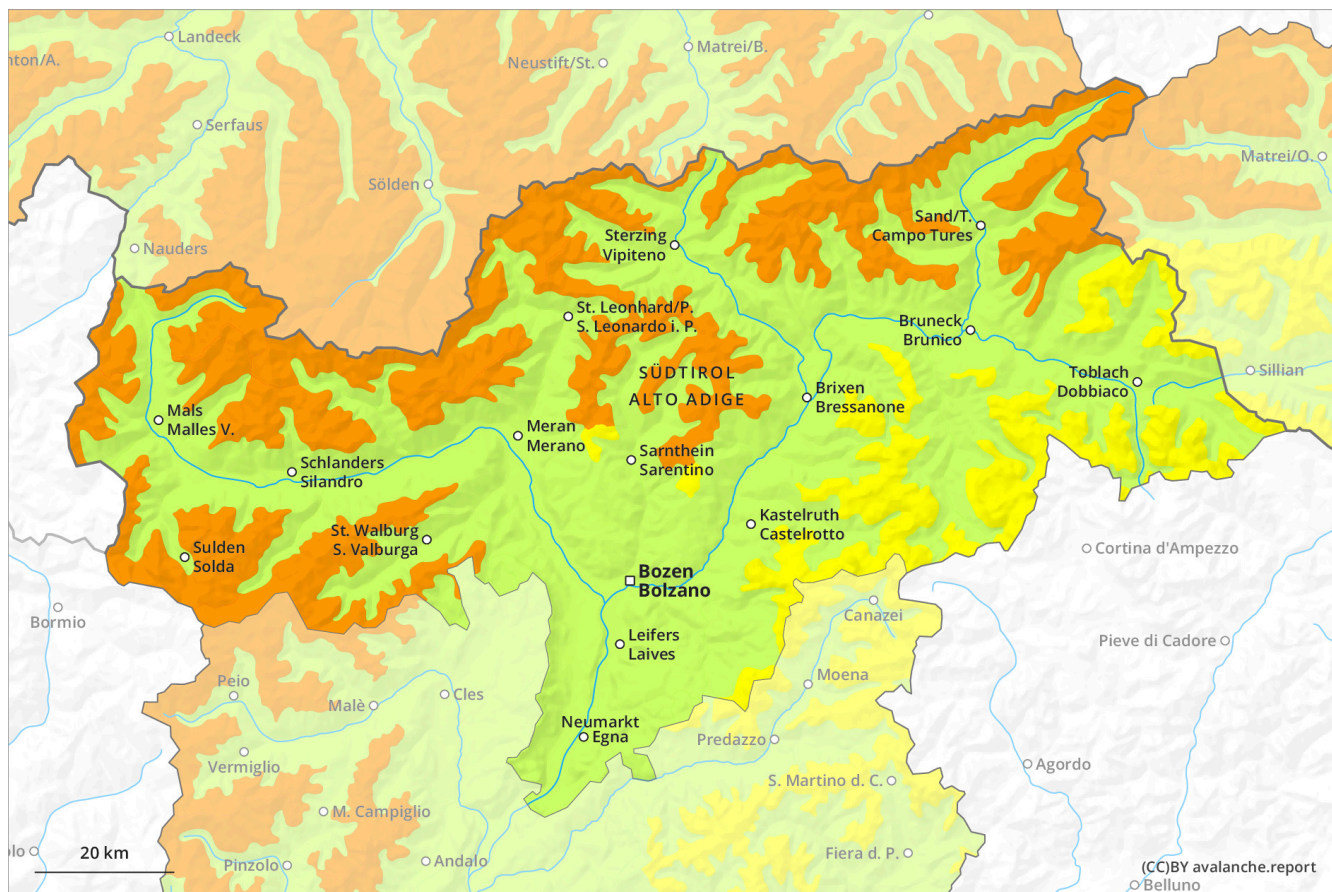 Landeck
Matrei/B.
nton/A.
Neustift/St.
Serfaus
Matrei/O.
Sölden
Sand/T.
Campo Tures
Sterzing
Vipiteno
Nauders
St. Leonhard/P.
S. Leonardo i. P.
Bruneck
Brunico
SÜDTIROL
ALTO ADIGE
Toblach
Dobbiaco
Sillian
Brixen
Bressanone
Mals
Malles V.
Meran
Merano
Schlanders
Silandro
Sarnthein
Sarentino
Kastelruth
Castelrotto
St. Walburg
S. Valburga
Sulden
Solda
Cortina d'Ampezzo
Bozen
Bolzano
Bormio
Canazei
Leifers
Laives
Pieve di Cadore
Peio
Moena
Malè
Cles
Neumarkt
Egna
Predazzo
Vermiglio
Agordo
S. Martino d. C.
M. Campiglio
olo
20 km
Pinzolo
Andalo
Fiera d. P.
(CC)BY avalanche.report
Belluno